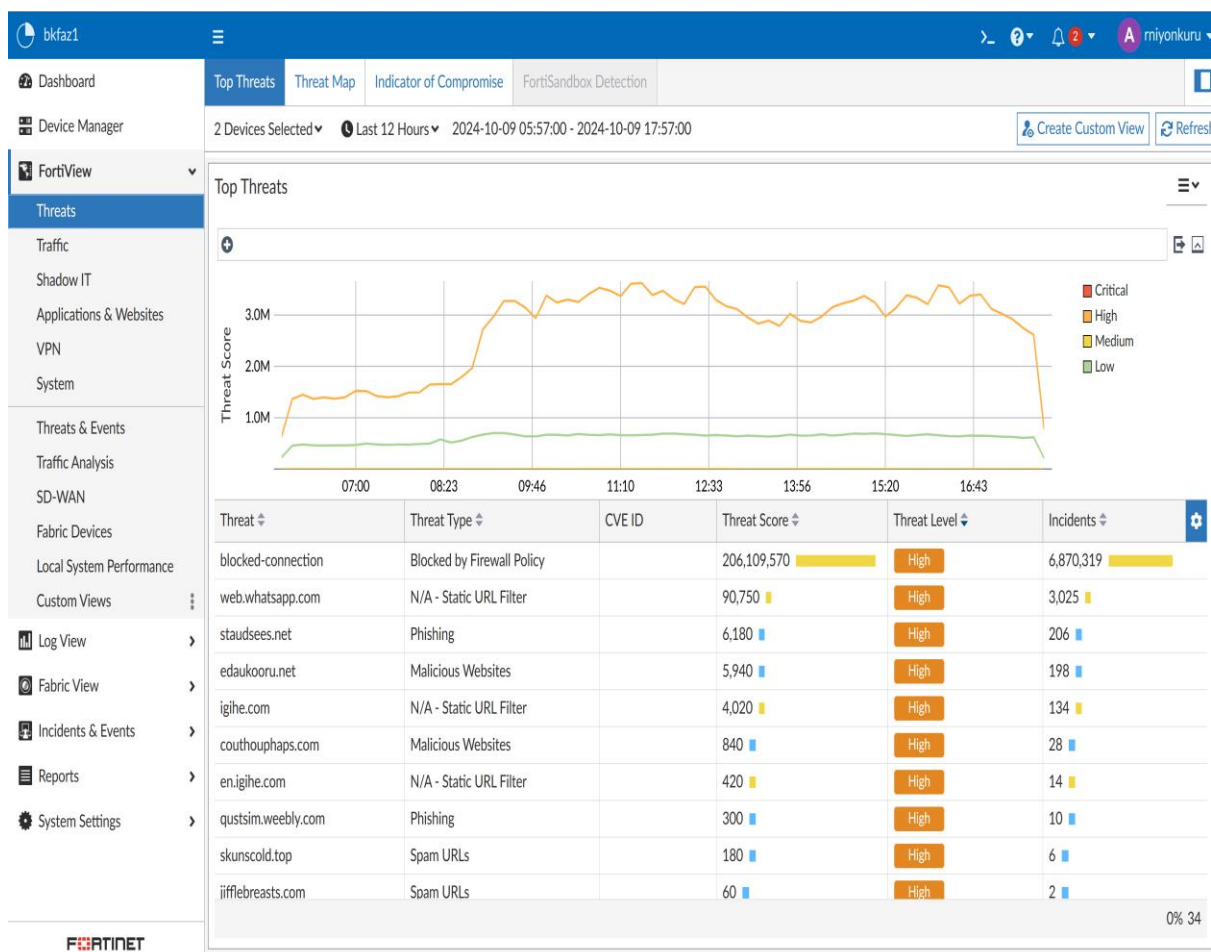 bkfaz1
2
A rniyonkuru
Dashboard
Device Manager
FortiView
Threats
Traffic
Shadow IT
Applications & Websites
VPN
System
Threats & Events
Traffic Analysis
SD-WAN
Fabric Devices
Local System Performance
Custom Views
Log View
Fabric View
Incidents & Events
Reports
System Settings
FORTINET
Top Threats Threat Map Indicator of Compromise FortiSandbox Detection
2 Devices Selected Last 12 Hours 2024-10-09 05:57:00 - 2024-10-09 17:57:00 Create Custom View Refresh
Top Threats
Threat Score
3.0M
2.0M
1.0M
07:00 08:23 09:46 11:10 12:33 13:56 15:20 16:43
Critical
High
Medium
Low
Threat Threat Type CVE ID Threat Score Threat Level Incidents
blocked-connection Blocked by Firewall Policy 206,109,570 High 6,870,319
web.whatsapp.com N/A - Static URL Filter 90,750 High 3,025
staudsees.net Phishing 6,180 High 206
edaukooru.net Malicious Websites 5,940 High 198
igihe.com N/A - Static URL Filter 4,020 High 134
couthouphaps.com Malicious Websites 840 High 28
en.igihe.com N/A - Static URL Filter 420 High 14
qustsim.weebly.com Phishing 300 High 10
skunscold.top Spam URLs 180 High 6
jifflebreasts.com Spam URLs 60 High 2
0% 34